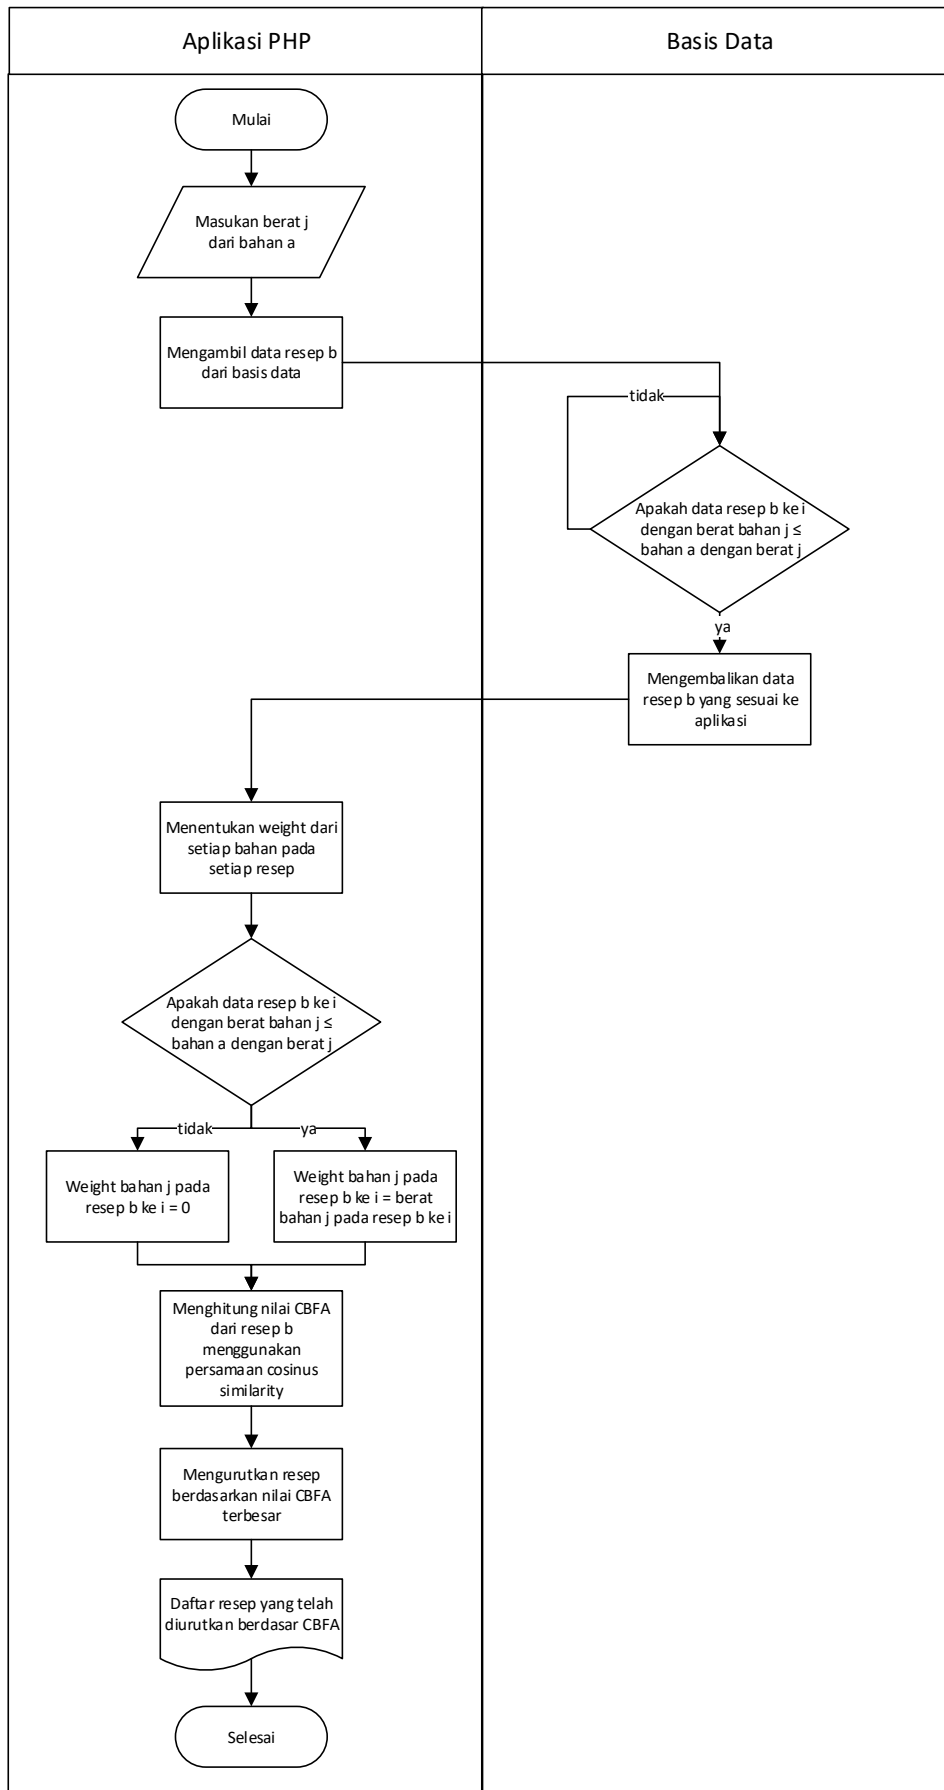 Aplikasi PHP
Basis Data
Mulai
Masukan berat j
dari bahan a
Mengambil data resep b
dari basis data
tidak
Apakah data resep b ke i
dengan berat bahan j ≤
bahan a dengan berat j
ya
Mengembalikan data
resep b yang sesuai ke
aplikasi
Menentukan weight dari
setiap bahan pada
setiap resep
Apakah data resep b ke i
dengan berat bahan j ≤
bahan a dengan berat j
tidak
ya
Weight bahan j pada
resep b ke i = 0
Weight bahan j pada
resep b ke i = berat
bahan j pada resep b ke i
Menghitung nilai CBFA
dari resep b
menggunakan
persamaan cosinus
similarity
Mengurutkan resep
berdasarkan nilai CBFA
terbesar
Daftar resep yang telah
diurutkan berdasar CBFA
Selesai